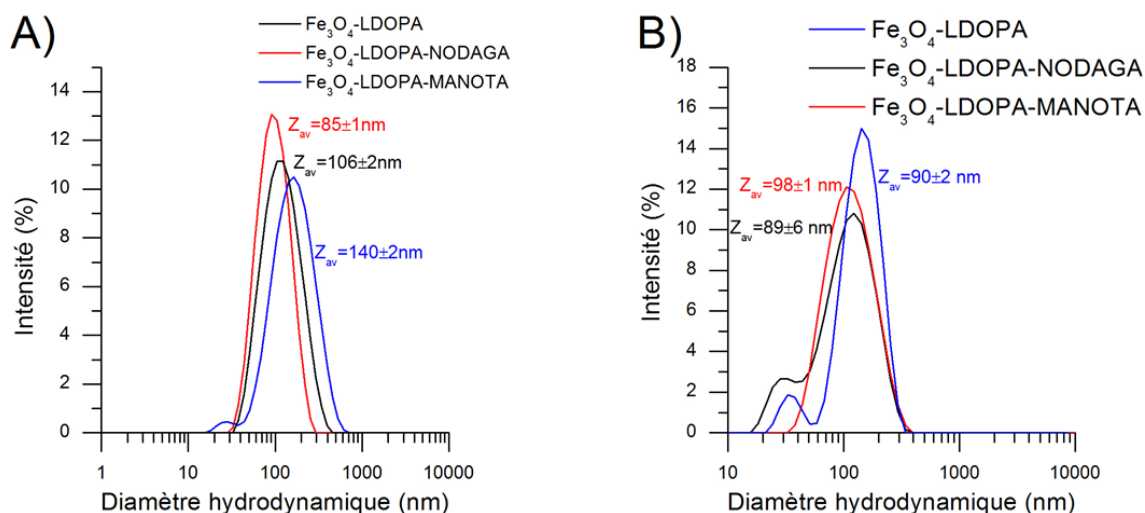 A)
Fe₃O₄-LDOPA
Fe₃O₄-LDOPA-NODAGA
Fe₃O₄-LDOPA-MANOTA
14
12
10
8
6
4
2
0
Intensité (%)
Zav=85±1nm
Zav=106±2nm
Zav=140±2nm
1 10 100 1000 10000
Diamètre hydrodynamique (nm)
B)
Fe₃O₄-LDOPA
Fe₃O₄-LDOPA-NODAGA
Fe₃O₄-LDOPA-MANOTA
18
16
14
12
10
8
6
4
2
0
Intensité (%)
Zav=98±1 nm
Zav=90±2 nm
Zav=89±6 nm
10 100 1000 10000
Diamètre hydrodynamique (nm)